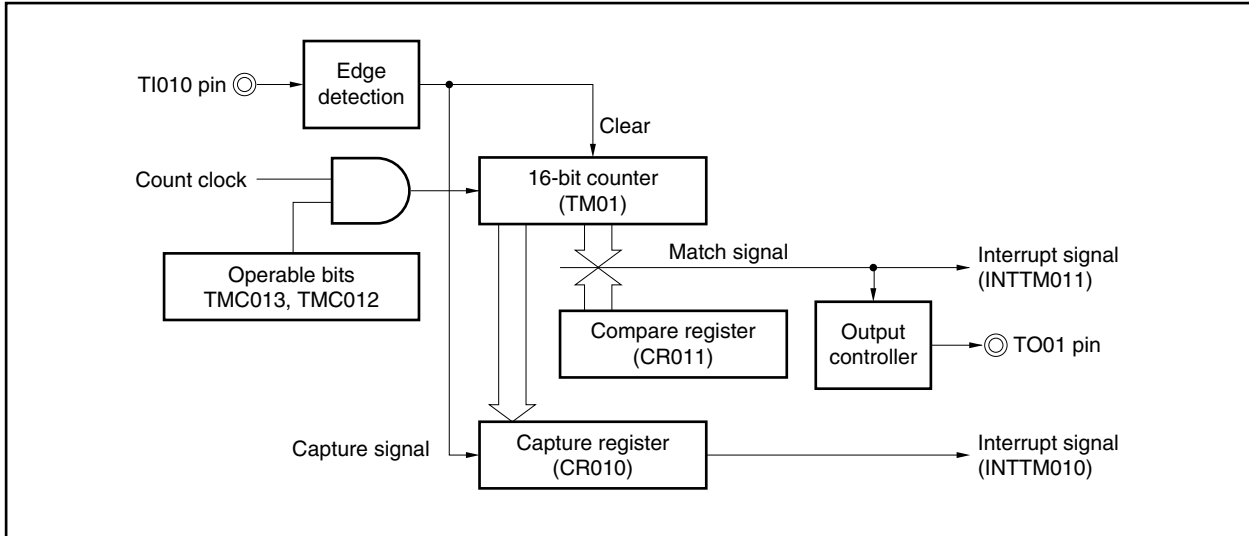 TI010 pin
Edge
detection
Clear
Count clock
16-bit counter
(TM01)
Operable bits
TMC013, TMC012
Match signal
Interrupt signal
(INTTM011)
Compare register
(CR011)
Output
controller
TO01 pin
Capture signal
Capture register
(CR010)
Interrupt signal
(INTTM010)